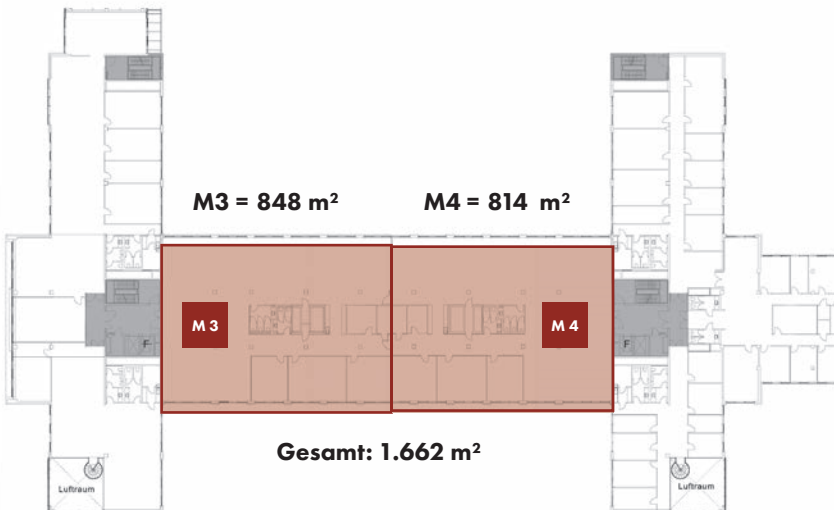 M3 = 848 m²
M4 = 814 m²
M 3
M 4
F
F
Gesamt: 1.662 m²
Luftraum
Luftraum